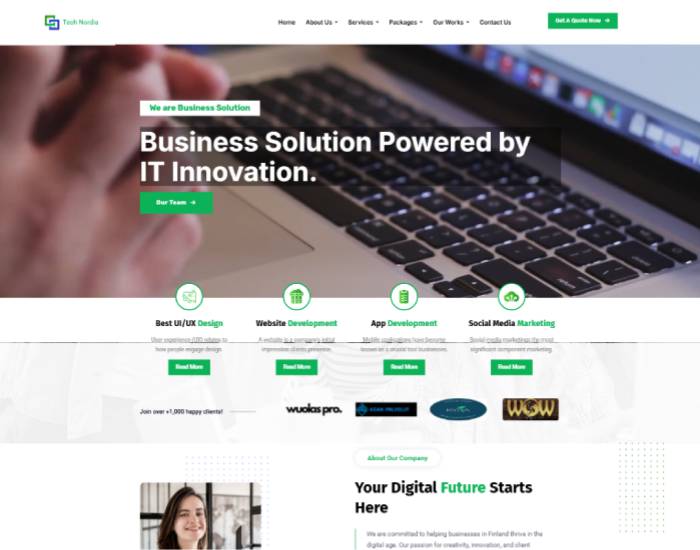 Tech Nordia
Home About Us Services Packages Our Works Contact Us
Get A Quote Now
We are Business Solution
Business Solution Powered by
IT Innovation.
Our Team
Best UI/UX Design
User experience (UX) relates to
how people engage design
Read More
Website Development
A website is a company's initial
impression clients presence
Read More
App Development
Mobile applications have become
known as a crucial tool businesses.
Read More
Social Media Marketing
Social media marketing the most
significant component marketing.
Read More
Join over +1,000 happy clients!
wuolas pro.
WOW
About Our Company
Your Digital Future Starts
Here
We are committed to helping businesses in Finland thrive in the
digital age. Our passion for creativity, innovation, and client